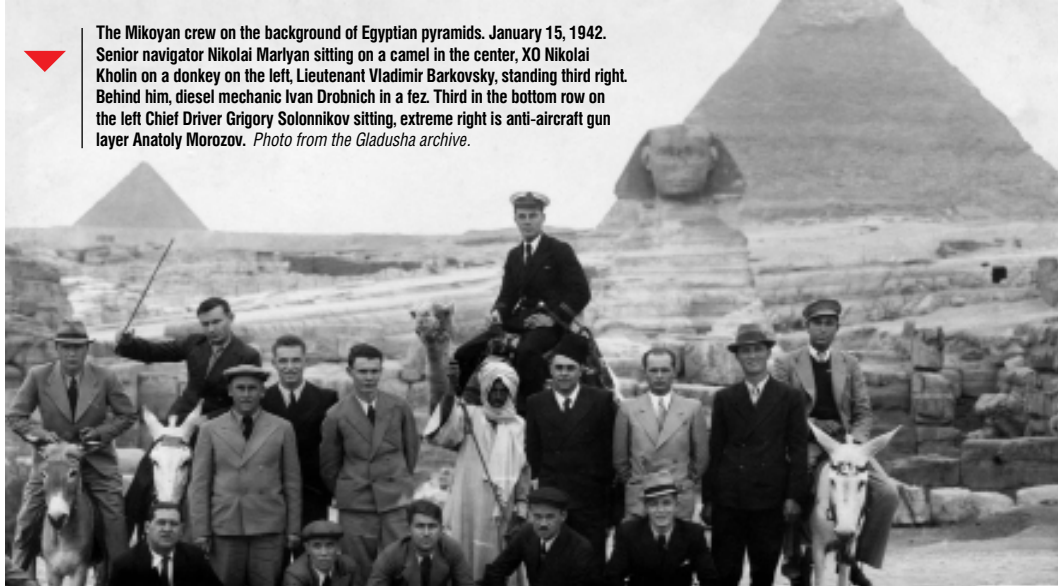 The Mikoyan crew on the background of Egyptian pyramids. January 15, 1942.
Senior navigator Nikolai Marlyan sitting on a camel in the center, XO Nikolai
Kholin on a donkey on the left, Lieutenant Vladimir Barkovsky, standing third right.
Behind him, diesel mechanic Ivan Drobnich in a fez. Third in the bottom row on
the left Chief Driver Grigory Solonnikov sitting, extreme right is anti-aircraft gun
layer Anatoly Morozov. Photo from the Gladusha archive.